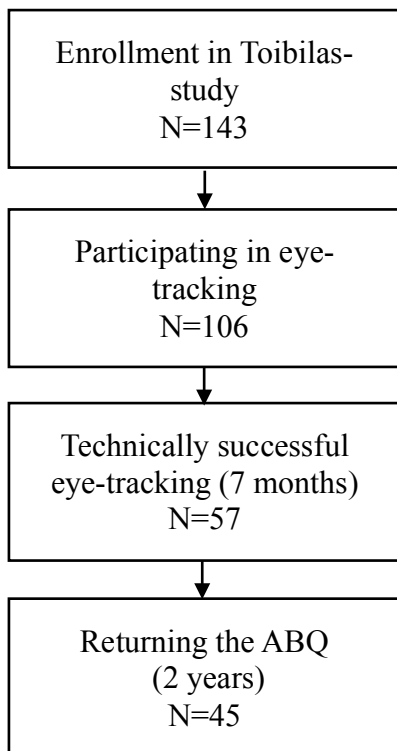 Enrollment in Toibilas-
study
N=143
Participating in eye-
tracking
N=106
Technically successful
eye-tracking (7 months)
N=57
Returning the ABQ
(2 years)
N=45